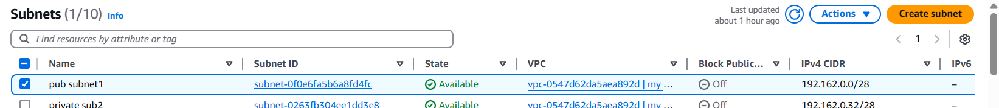 Subnets (1/10) Info
Last updated
about 1 hour ago
Actions
Create subnet
Find resources by attribute or tag
1
Name Subnet ID State VPC Block Public... IPv4 CIDR IPv6
pub subnet1 subnet-0f0e6fa5b6a8fd4fc Available vpc-0547d62da5aea892d | my ... Off 192.162.0.0/28 –
private sub2 subnet-0263fb304ee1dd3e8 Available vpc-0547d62da5aea892d | my ... Off 192.162.0.32/28 –